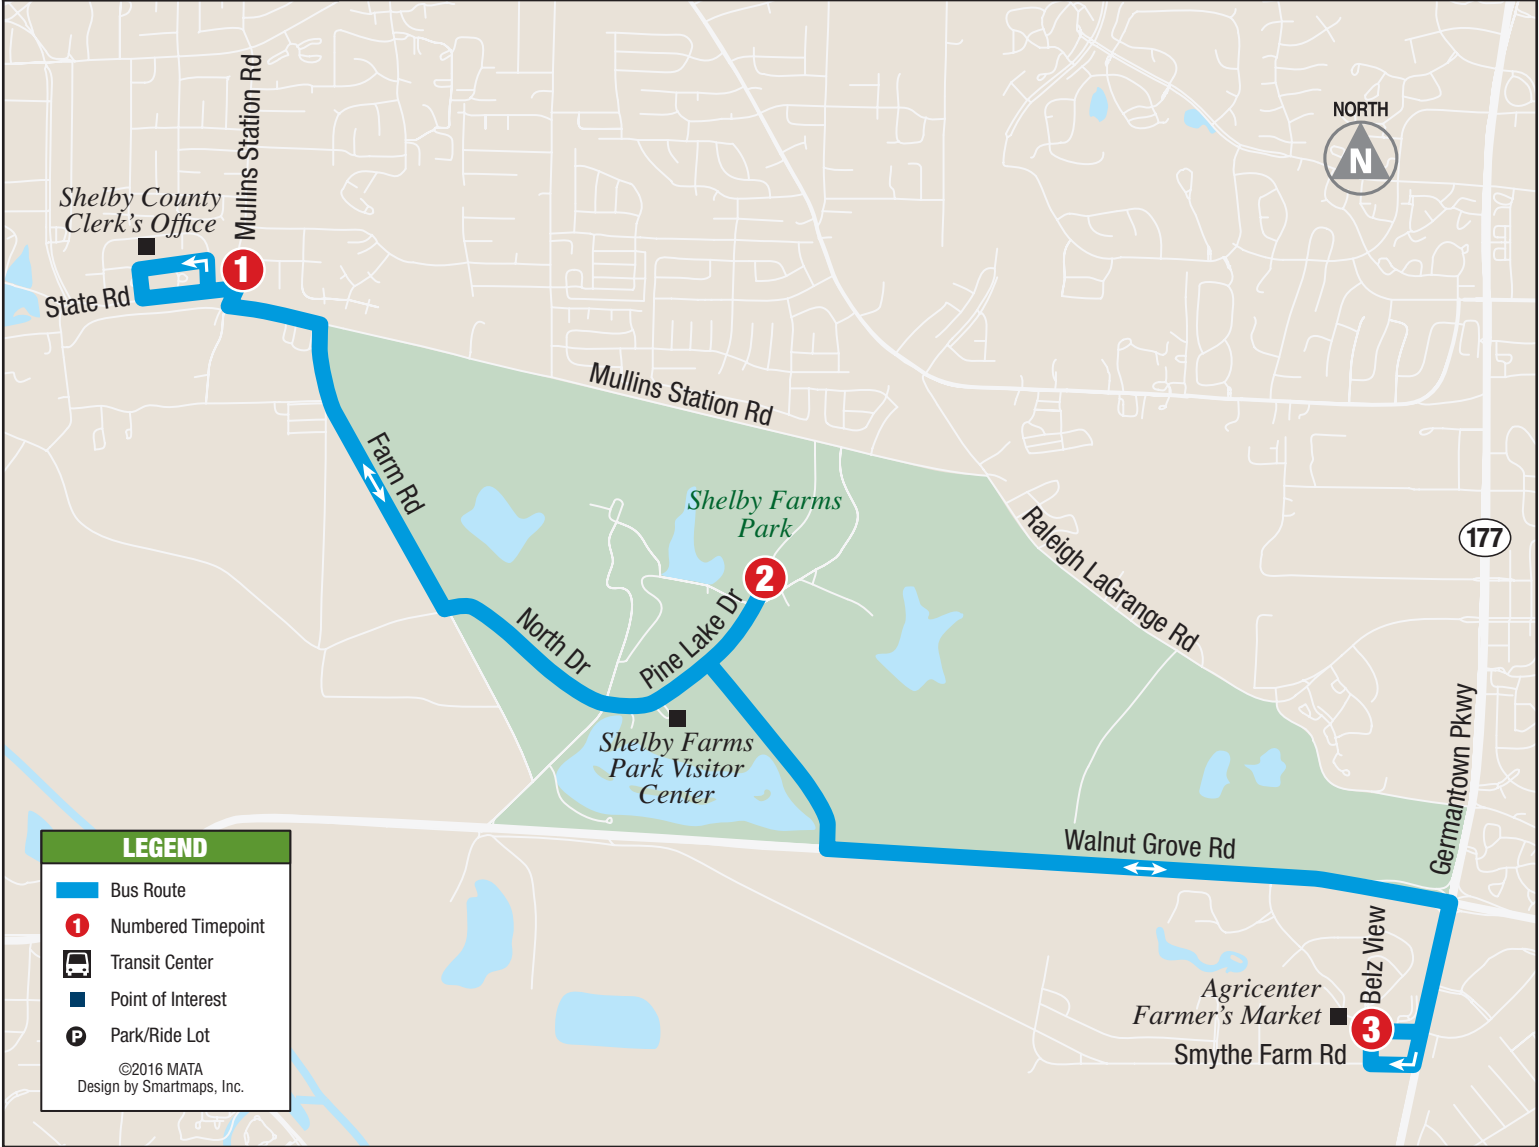 Mullins Station Rd
NORTH
N
Shelby County
Clerk's Office
1
State Rd
Mullins Station Rd
Farm Rd
Shelby Farms
Park
2
Raleigh LaGrange Rd
177
North Dr
Pine Lake Dr
Shelby Farms
Park Visitor
Center
Germantown Pkwy
Walnut Grove Rd
Belz View
Agricenter
Farmer's Market
3
Smythe Farm Rd
LEGEND
Bus Route
1 Numbered Timepoint
Transit Center
Point of Interest
P Park/Ride Lot
©2016 MATA
Design by Smartmaps, Inc.